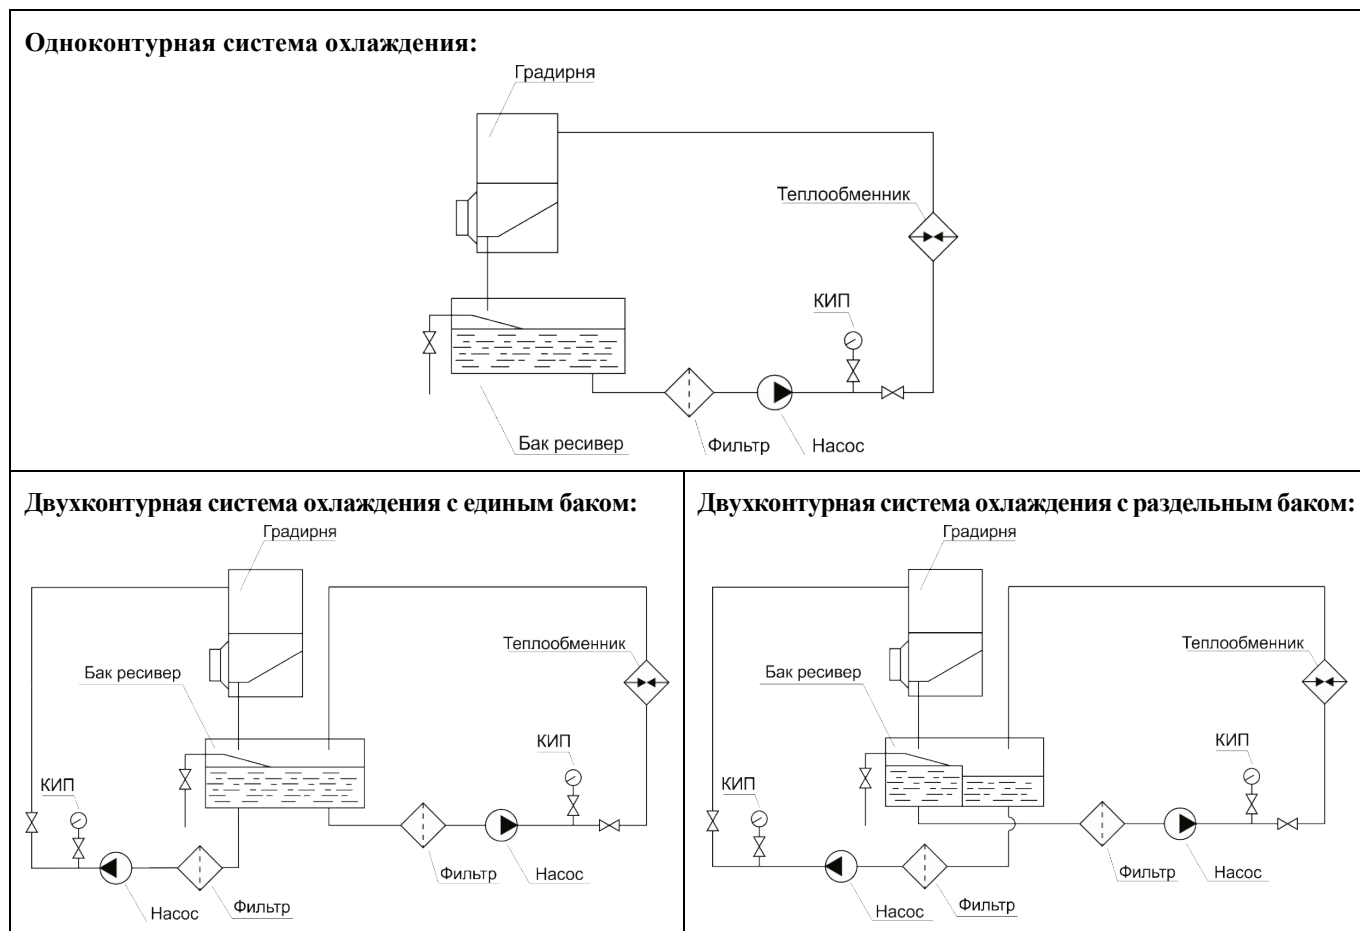 Одноконтурная система охлаждения:
Градирня
Теплообменник
КИП
Бак ресивер
Фильтр
Насос
Двухконтурная система охлаждения с единым баком:
Градирня
Теплообменник
Бак ресивер
КИП
КИП
Фильтр
Насос
Насос
Фильтр
Двухконтурная система охлаждения с раздельным баком:
Градирня
Теплообменник
Бак ресивер
КИП
КИП
Фильтр
Насос
Насос
Фильтр